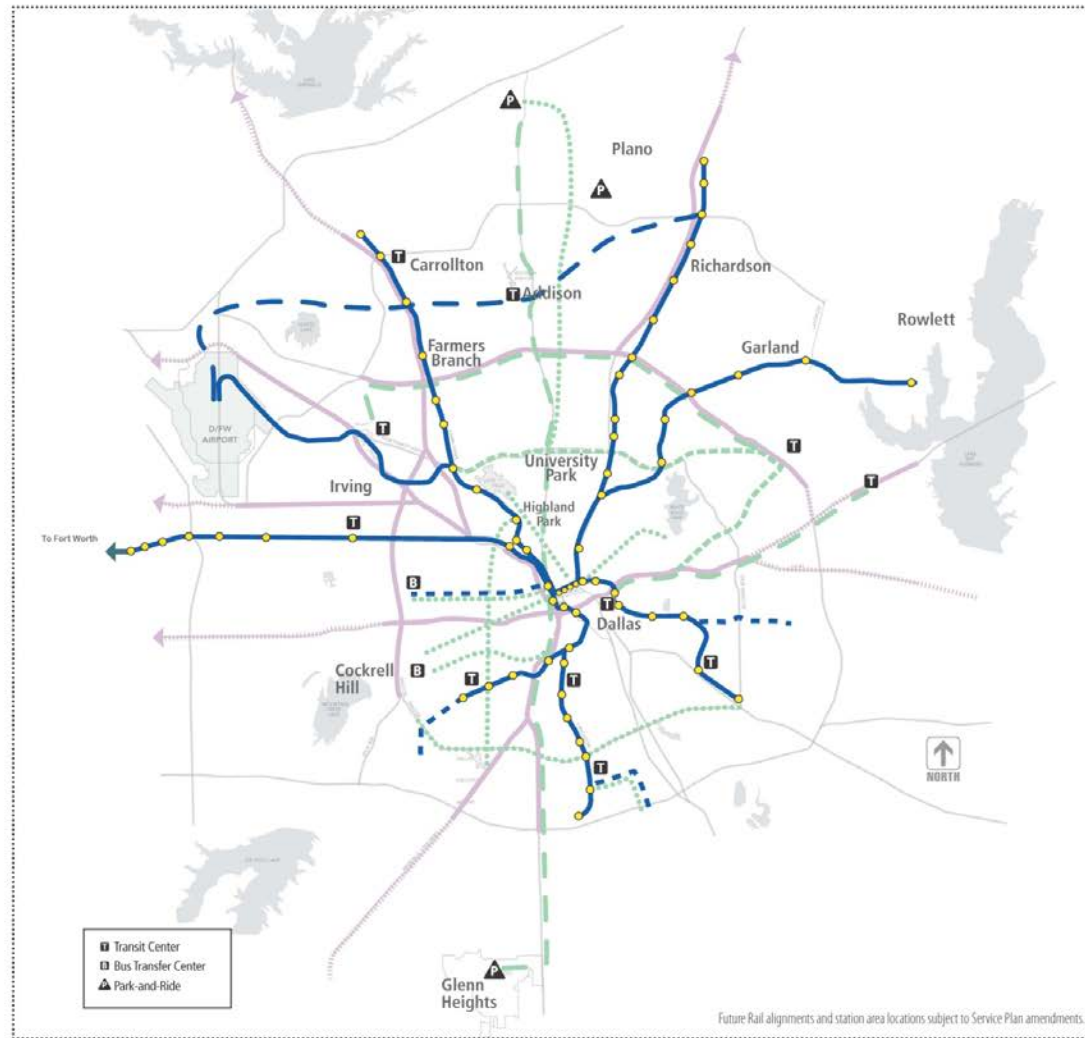 P
Plano
P
T
Carrollton
Richardson
T Addison
Rowlett
Farmers
Branch
Garland
D/FW
AIRPORT
T
T
University
Park
Irving
T
Highland
Park
T
To Fort Worth
B
T
Dallas
Cockrell
Hill
B
T
T
T
T
NORTH
T Transit Center
B Bus Transfer Center
P Park-and-Ride
P
Glenn
Heights
Future Rail alignments and station area locations subject to Service Plan amendments.